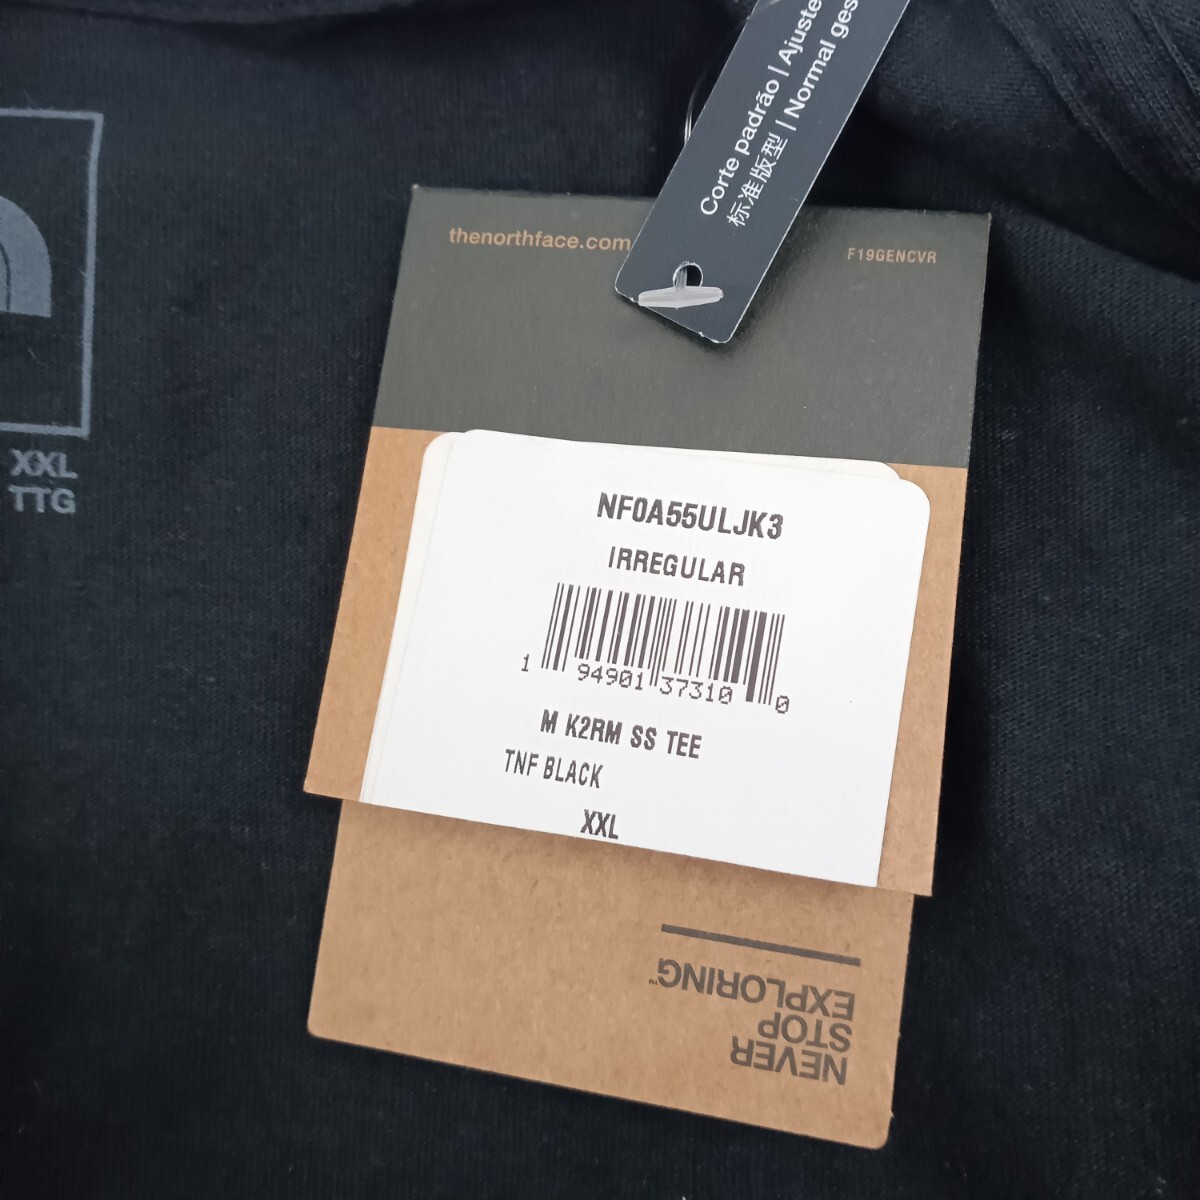 Corte padrão | Ajuste
标准版型 | Normal ges
thenorthface.com
F19GENCVR
XXL
TTG
NF0A55ULJK3
IRREGULAR
1 94901 37310 0
M K2RM SS TEE
TNF BLACK
XXL
NEVER
STOP
EXPLORING™